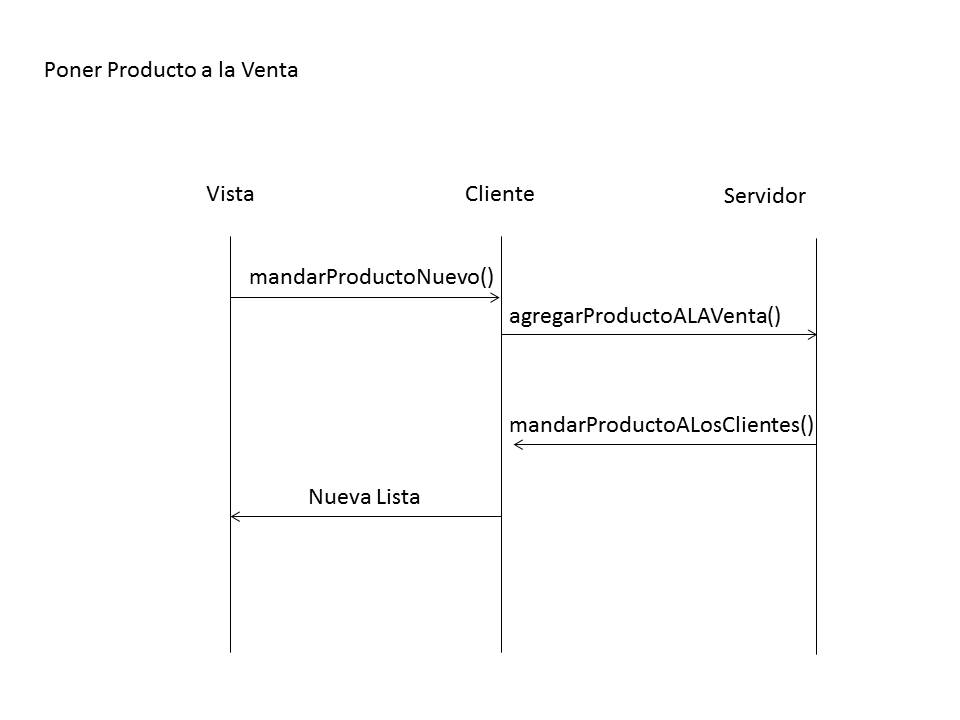 Poner Producto a la Venta
Vista
Cliente
Servidor
mandarProductoNuevo()
agregarProductoALAVenta()
mandarProductoALosClientes()
Nueva Lista